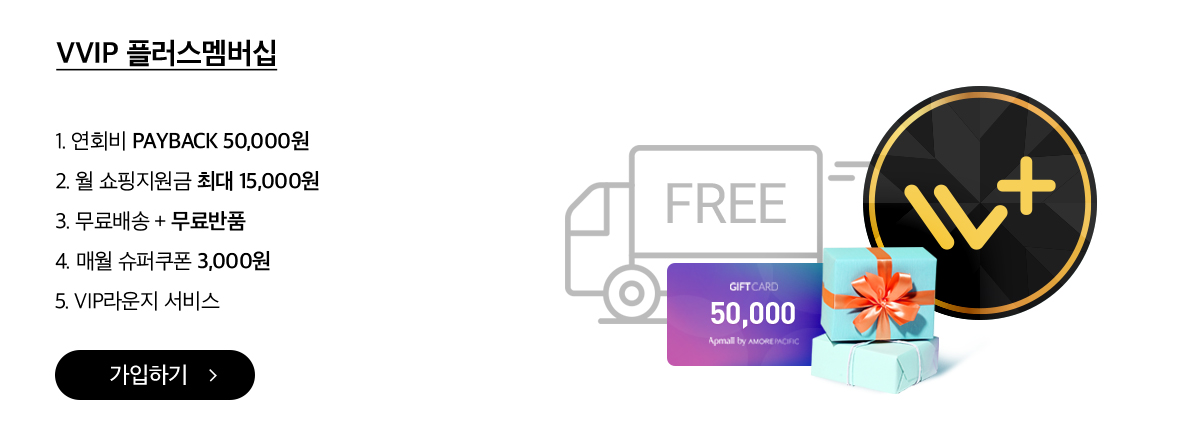 VVIP 플러스멤버십
1. 연회비 PAYBACK 50,000원
2. 월 쇼핑지원금 최대 15,000원
3. 무료배송 + 무료반품
4. 매월 슈퍼쿠폰 3,000원
5. VIP라운지 서비스
가입하기 >
FREE
GIFTCARD
50,000
Apmall by AMOREPACIFIC